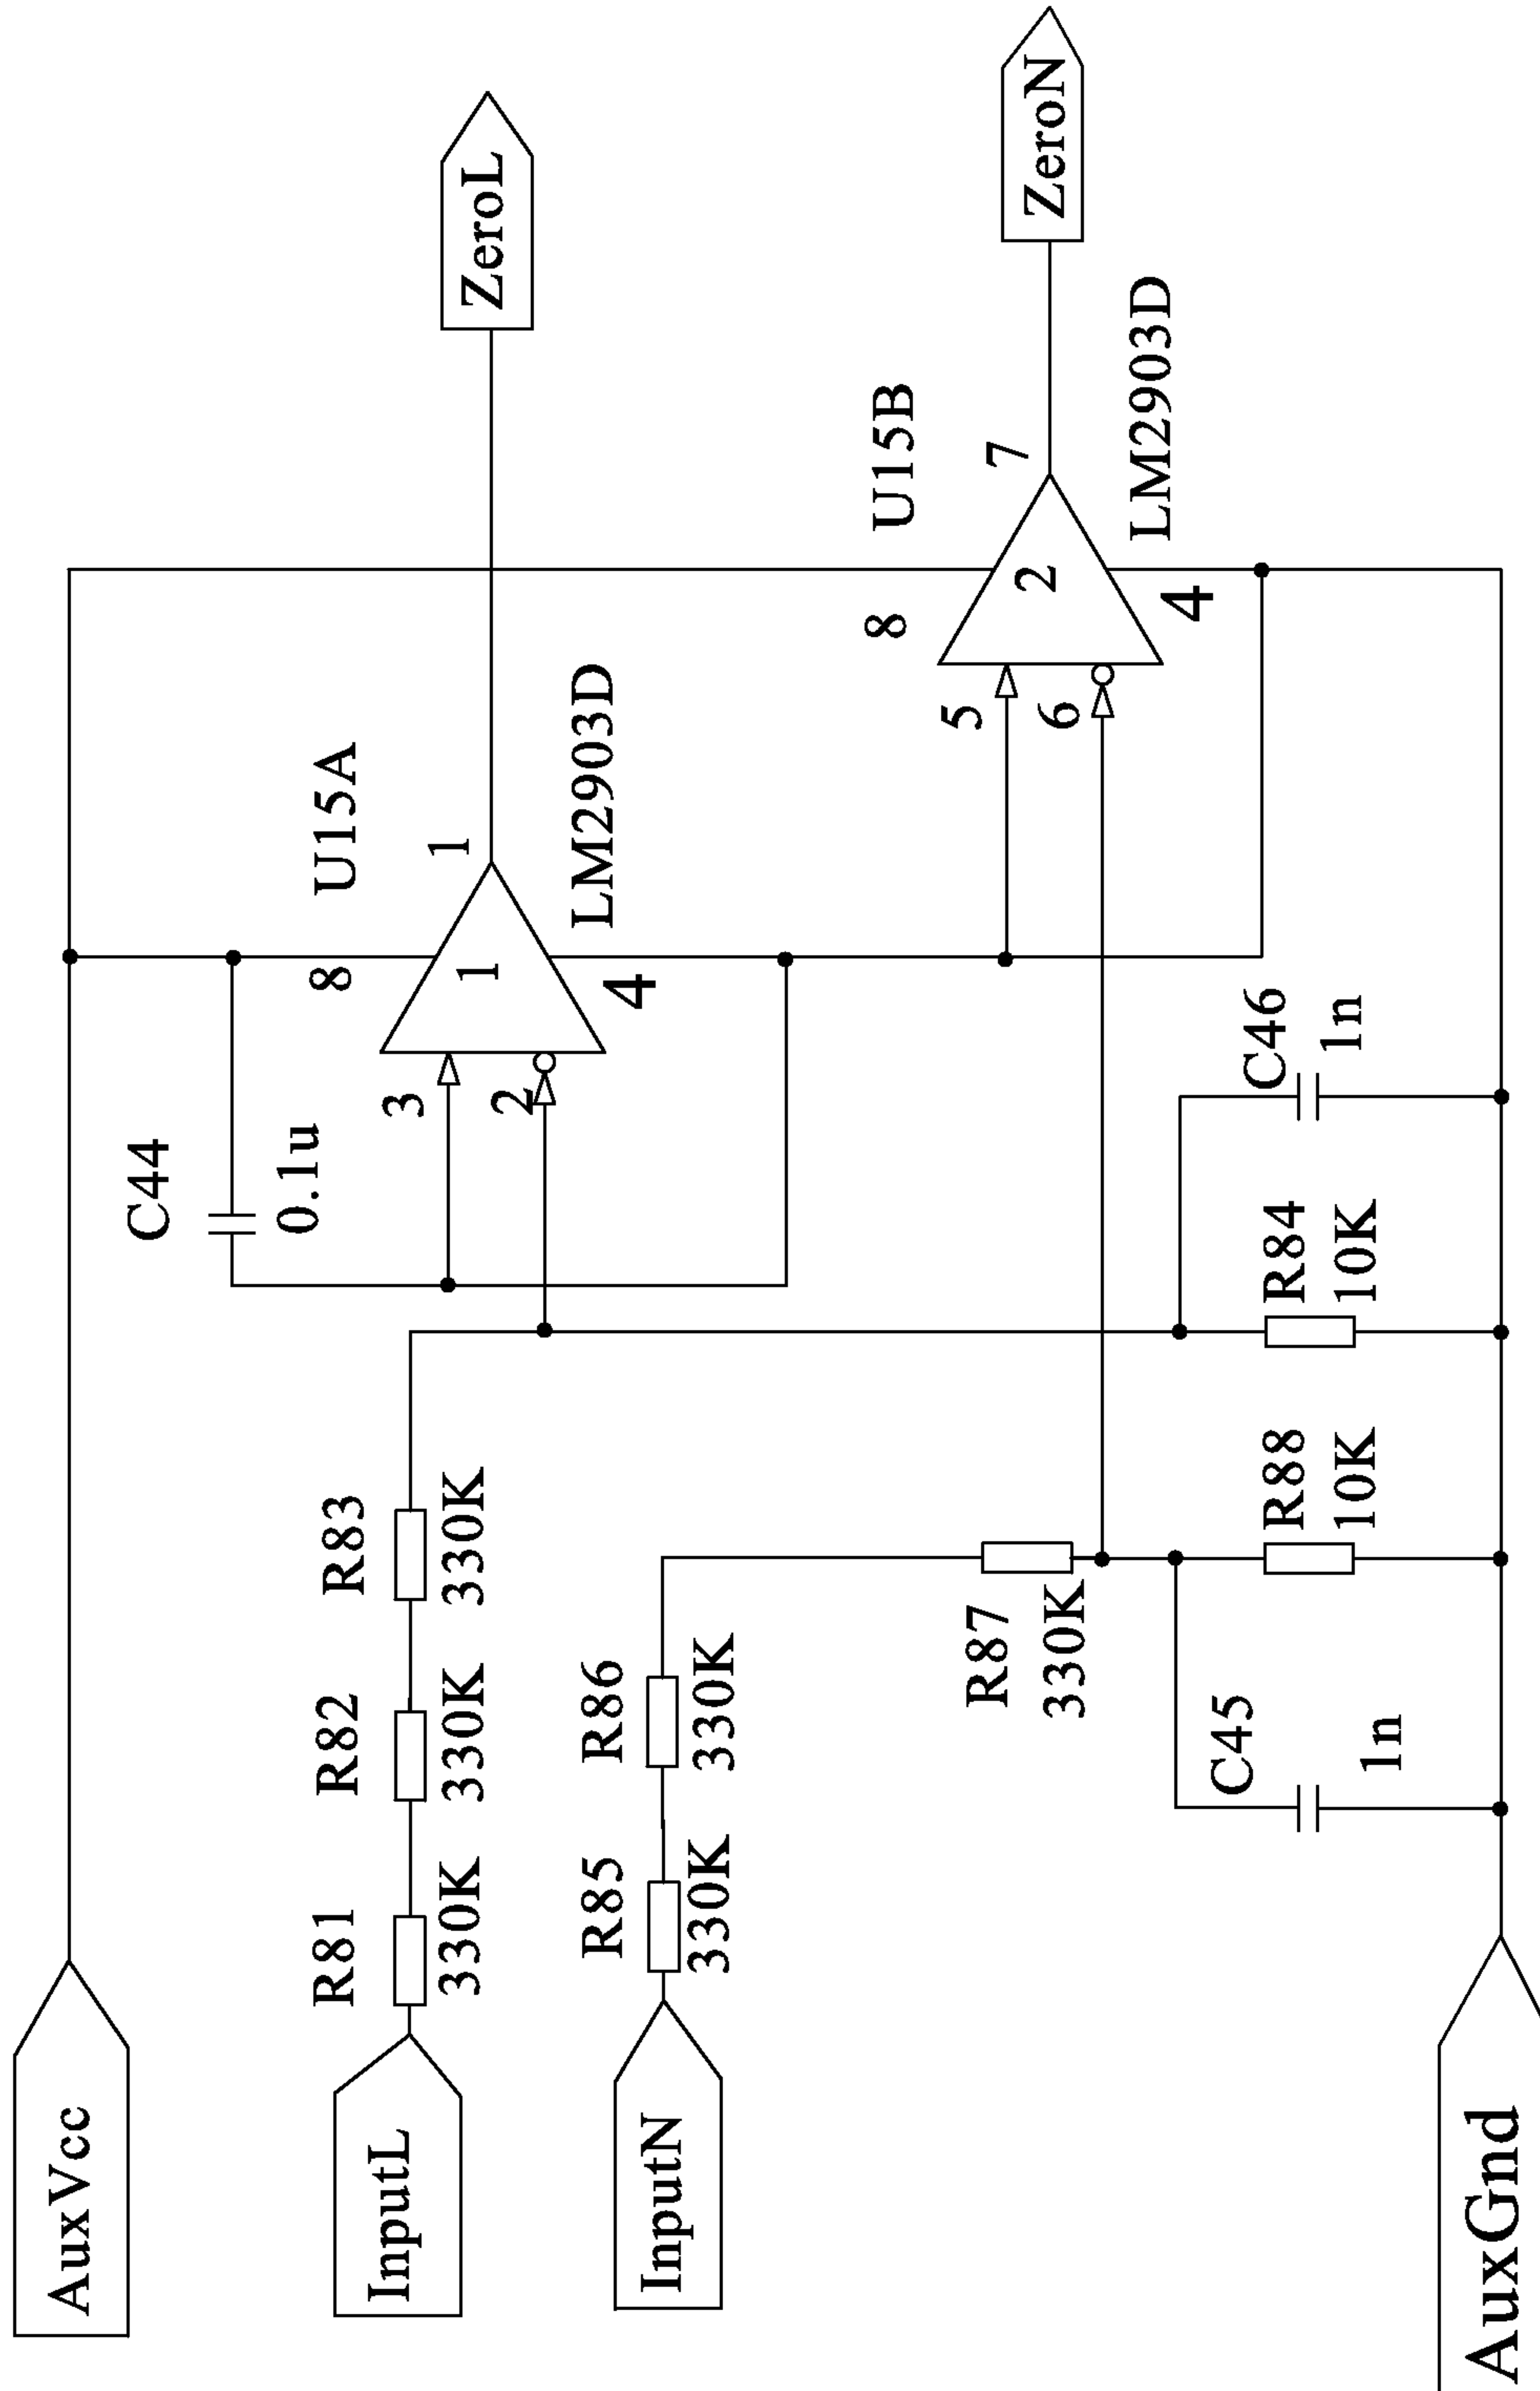 AuxVcc
C44
0.1u
8
U15A
3
1
1
2
4
LM2903D
ZeroL
InputL
R81
330K
R82
330K
R83
330K
InputN
R85
330K
R86
330K
8
U15B
5
2
7
6
4
LM2903D
ZeroN
R87
330K
C45
1n
R88
10K
R84
10K
C46
1n
AuxGnd